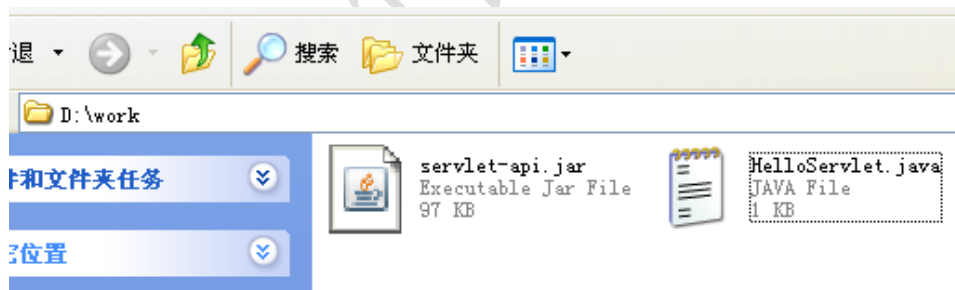 退 搜索 文件夹
D:\work
件和文件夹任务
servlet-api.jar
Executable Jar File
97 KB
HelloServlet.java
JAVA File
1 KB
它位置